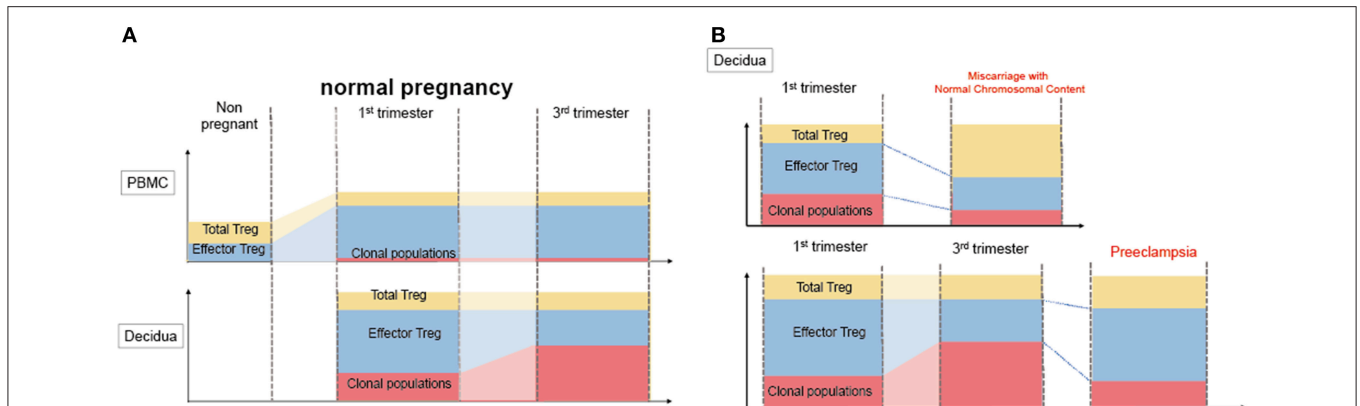 A
normal pregnancy
Non
pregnant
1st trimester
3rd trimester
PBMC
Total Treg
Effector Treg
Clonal populations
Decidua
Total Treg
Effector Treg
Clonal populations
B
Decidua
1st trimester
Miscarriage with
Normal Chromosomal Content
Total Treg
Effector Treg
Clonal populations
1st trimester
3rd trimester
Preeclampsia
Total Treg
Effector Treg
Clonal populations